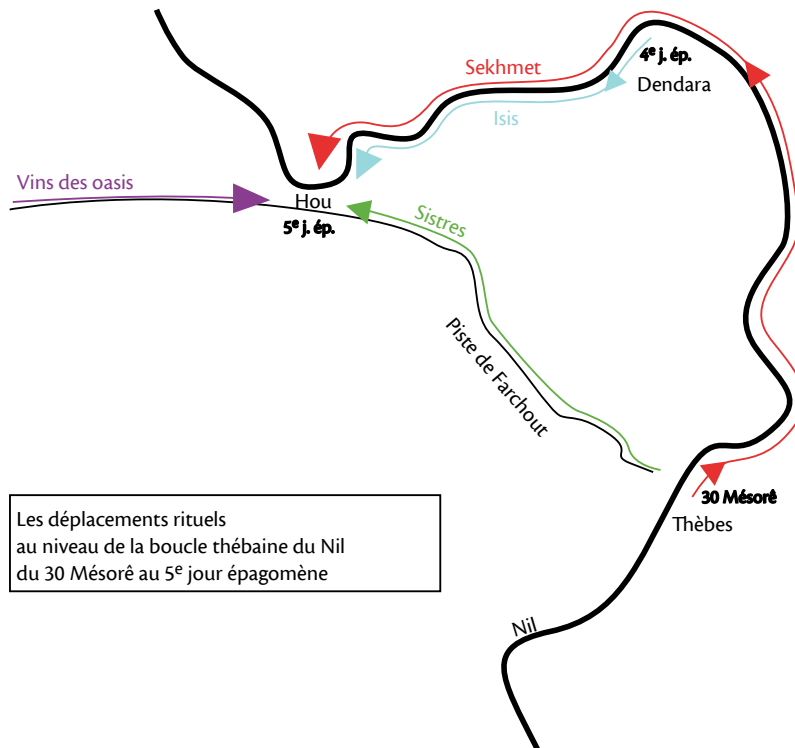 Sekhmet
4e j. ép.
Dendara
Isis
Vins des oasis
Hou
5e j. ép.
Sistres
Piste de Farchout
30 Mésorê
Thèbes
Les déplacements rituels
au niveau de la boucle thébaine du Nil
du 30 Mésorê au 5e jour épagomène
Nil